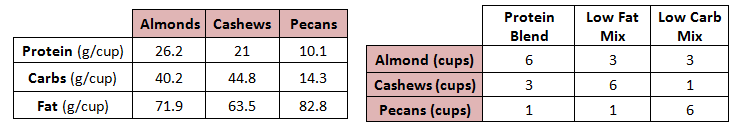 Almonds Cashews Pecans
Protein (g/cup) 26.2 21 10.1
Carbs (g/cup) 40.2 44.8 14.3
Fat (g/cup) 71.9 63.5 82.8
Protein Blend Low Fat Mix Low Carb Mix
Almond (cups) 6 3 3
Cashews (cups) 3 6 1
Pecans (cups) 1 1 6